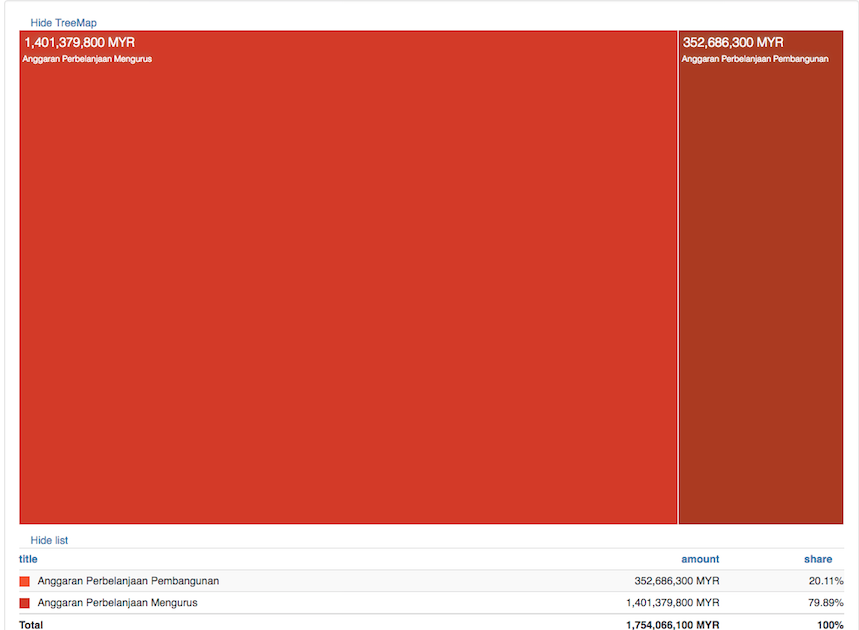 Hide TreeMap
1,401,379,800 MYR
Anggaran Perbelanjaan Mengurus
352,686,300 MYR
Anggaran Perbelanjaan Pembangunan
Hide list
title amount share
Anggaran Perbelanjaan Pembangunan 352,686,300 MYR 20.11%
Anggaran Perbelanjaan Mengurus 1,401,379,800 MYR 79.89%
Total 1,754,066,100 MYR 100%